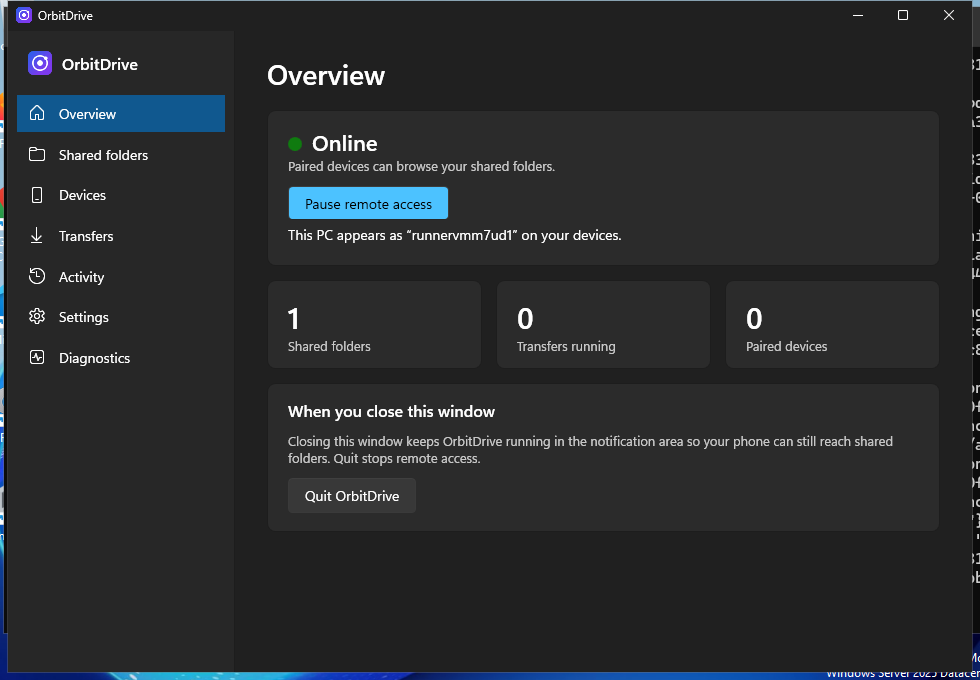 OrbitDrive
OrbitDrive
Overview
Shared folders
Devices
Transfers
Activity
Settings
Diagnostics
Overview
Online
Paired devices can browse your shared folders.
Pause remote access
This PC appears as “runnervmm7ud1” on your devices.
1
Shared folders
0
Transfers running
0
Paired devices
When you close this window
Closing this window keeps OrbitDrive running in the notification area so your phone can still reach shared
folders. Quit stops remote access.
Quit OrbitDrive
Windows Server 2025